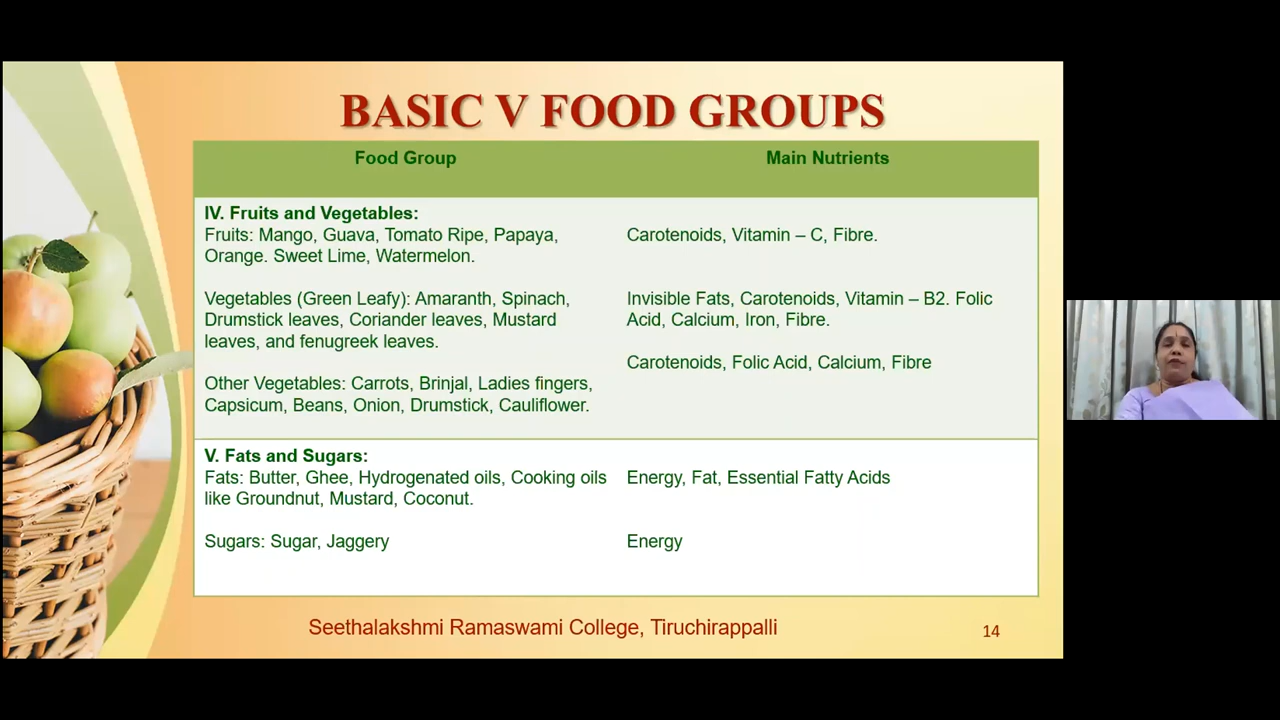 BASIC V FOOD GROUPS
Food Group
Main Nutrients
IV. Fruits and Vegetables:
Fruits: Mango, Guava, Tomato Ripe, Papaya,
Orange. Sweet Lime, Watermelon.
Carotenoids, Vitamin – C, Fibre.
Vegetables (Green Leafy): Amaranth, Spinach,
Drumstick leaves, Coriander leaves, Mustard
leaves, and fenugreek leaves.
Invisible Fats, Carotenoids, Vitamin – B2. Folic
Acid, Calcium, Iron, Fibre.
Other Vegetables: Carrots, Brinjal, Ladies fingers,
Capsicum, Beans, Onion, Drumstick, Cauliflower.
Carotenoids, Folic Acid, Calcium, Fibre
V. Fats and Sugars:
Fats: Butter, Ghee, Hydrogenated oils, Cooking oils
like Groundnut, Mustard, Coconut.
Energy, Fat, Essential Fatty Acids
Sugars: Sugar, Jaggery
Energy
Seethalakshmi Ramaswami College, Tiruchirappalli
14